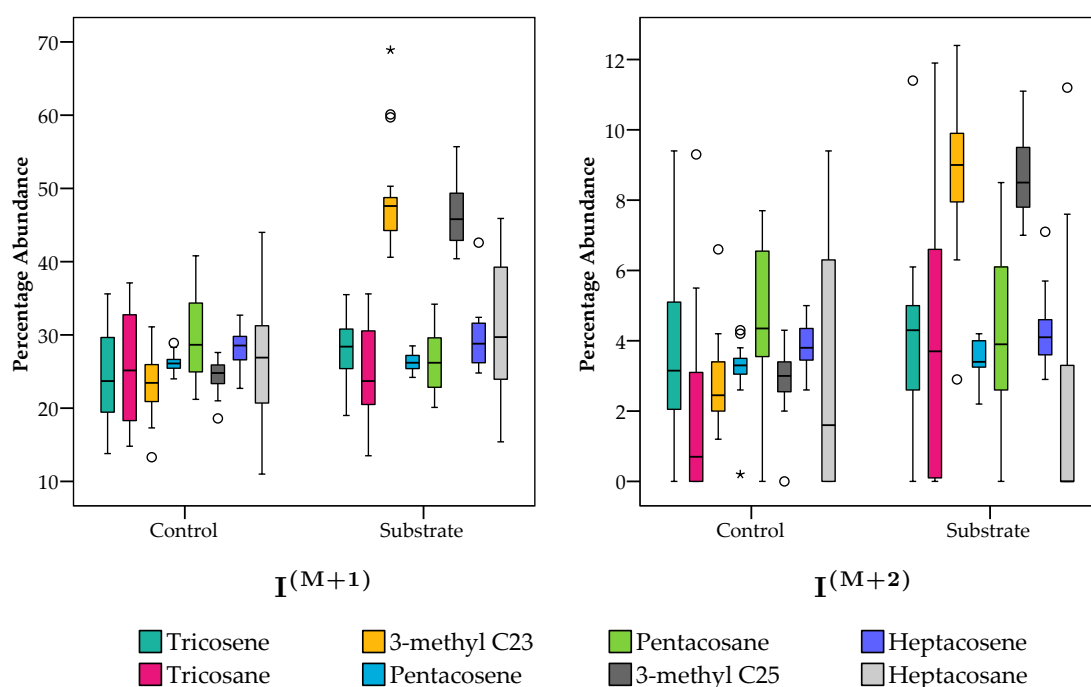 70
60
50
40
30
20
10
Percentage Abundance
Control
Substrate
I^(M+1)
12
10
8
6
4
2
0
Percentage Abundance
Control
Substrate
I^(M+2)
Tricosene
3-methyl C23
Pentacosane
Heptacosene
Tricosane
Pentacosene
3-methyl C25
Heptacosane